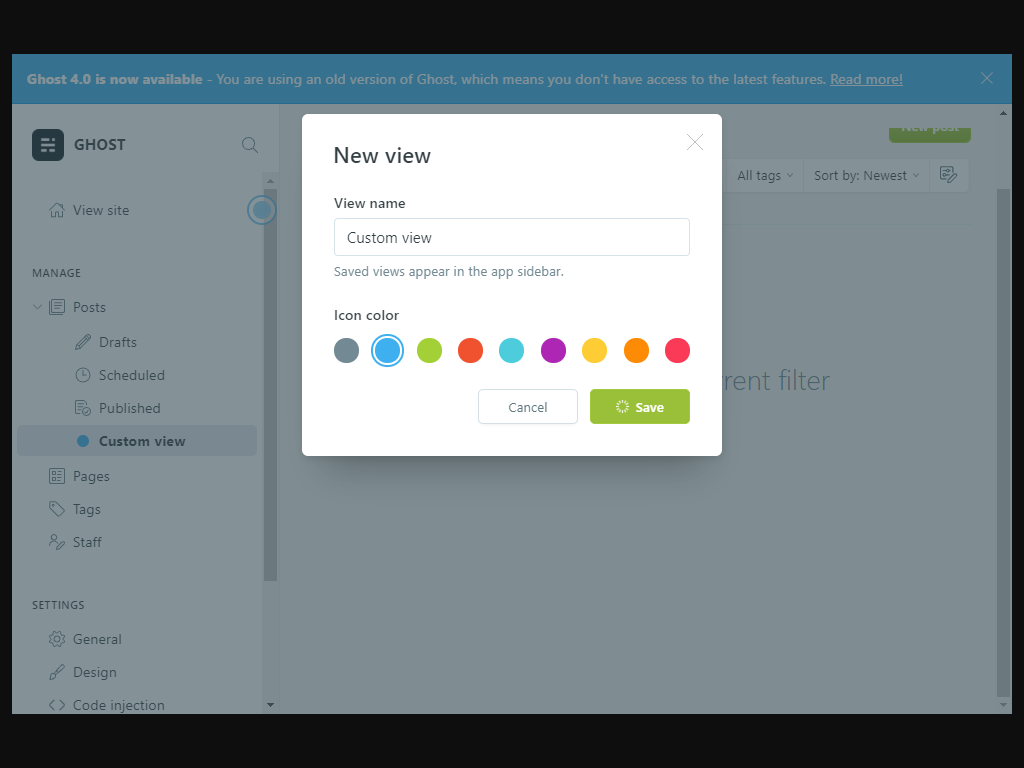 Ghost 4.0 is now available - You are using an old version of Ghost, which means you don't have access to the latest features. Read more!
GHOST
View site
MANAGE
Posts
Drafts
Scheduled
Published
Custom view
Pages
Tags
Staff
SETTINGS
General
Design
Code injection
New post
All tags
Sort by: Newest
filter
New view
View name
Custom view
Saved views appear in the app sidebar.
Icon color
Cancel
Save